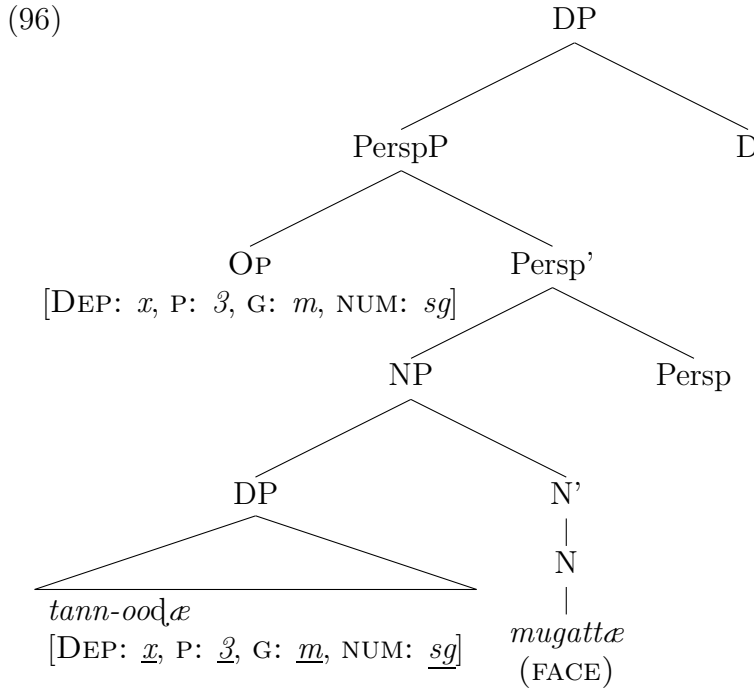 (96)
DP
PerspP
D
OP
Persp'
[DEP: x, P: 3, G: m, NUM: sg]
NP
Persp
DP
N'
N
tann-ooɖæ
mugattæ
[DEP: x, P: 3, G: m, NUM: sg]
(FACE)